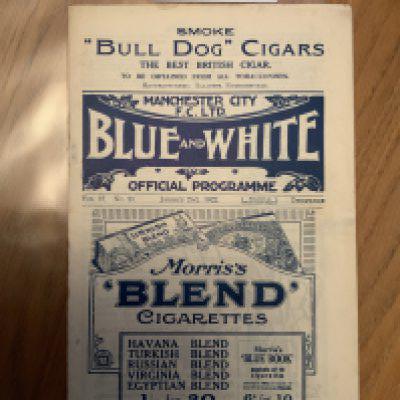 SMOKE
"BULL DOG" CIGARS
THE BEST BRITISH CIGAR.
TO BE OBTAINED FROM ALL TOBACCONISTS.
MANCHESTER CITY
F.C. LTD.
BLUE AND WHITE
OFFICIAL PROGRAMME
Morris's
'BLEND'
CIGARETTES
HAVANA BLEND
TURKISH BLEND
RUSSIAN BLEND
VIRGINIA BLEND
EGYPTIAN BLEND
Morris's
'BLUE BOOK'